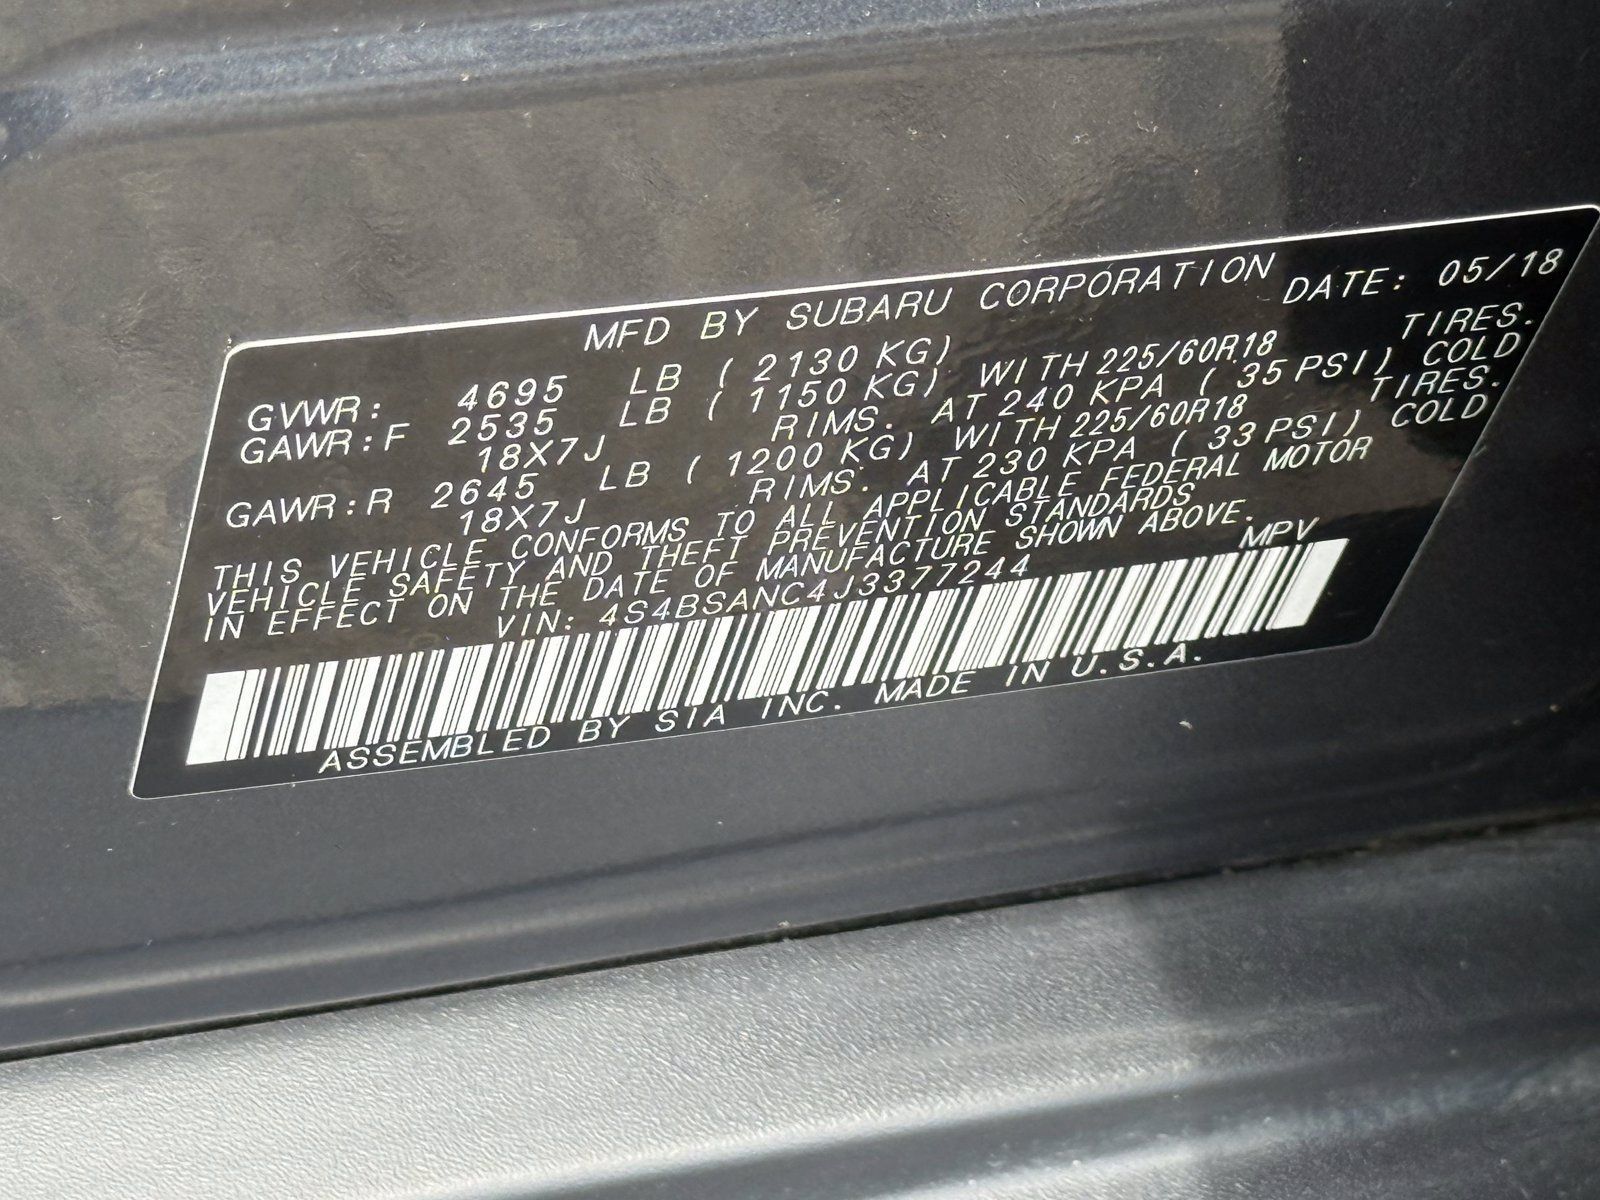 MFD BY SUBARU CORPORATION DATE: 05/18
GVWR: 4695 LB ( 2130 KG)
GAWR:F 2535 LB ( 1150 KG) WITH 225/60R18 TIRES.
18X7J RIMS. AT 240 KPA ( 35 PSI) COLD
GAWR:R 2645 LB ( 1200 KG) WITH 225/60R18 TIRES.
18X7J RIMS. AT 230 KPA ( 33 PSI) COLD
THIS VEHICLE CONFORMS TO ALL APPLICABLE FEDERAL MOTOR
VEHICLE SAFETY AND THEFT PREVENTION STANDARDS
IN EFFECT ON THE DATE OF MANUFACTURE SHOWN ABOVE.
VIN: 4S4BSANC4J3377244 MPV
ASSEMBLED BY SIA INC. MADE IN U.S.A.